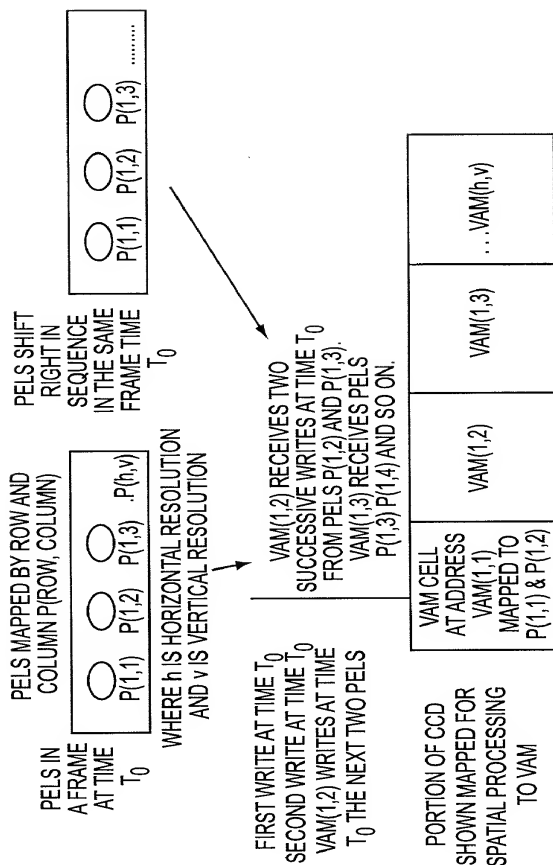 PELS MAPPED BY ROW AND
COLUMN P(ROW, COLUMN)
PELS IN
A FRAME
AT TIME
T0
P(1,1) P(1,2) P(1,3) .P(h,v)
WHERE h IS HORIZONTAL RESOLUTION
AND v IS VERTICAL RESOLUTION
PELS SHIFT
RIGHT IN
SEQUENCE
IN THE SAME
FRAME TIME
T0
P(1,1) P(1,2) P(1,3) .........
FIRST WRITE AT TIME T0
SECOND WRITE AT TIME T0
VAM(1,2) WRITES AT TIME
T0 THE NEXT TWO PELS
VAM(1,2) RECEIVES TWO
SUCCESSIVE WRITES AT TIME T0
FROM PELS P(1,2) AND P(1,3).
VAM(1,3) RECEIVES PELS
P(1,3) P(1,4) AND SO ON.
PORTION OF CCD
SHOWN MAPPED FOR
SPATIAL PROCESSING
TO VAM
VAM CELL
AT ADDRESS
VAM(1,1)
MAPPED TO
P(1,1) & P(1,2)
VAM(1,2)
VAM(1,3)
...VAM(h,v)